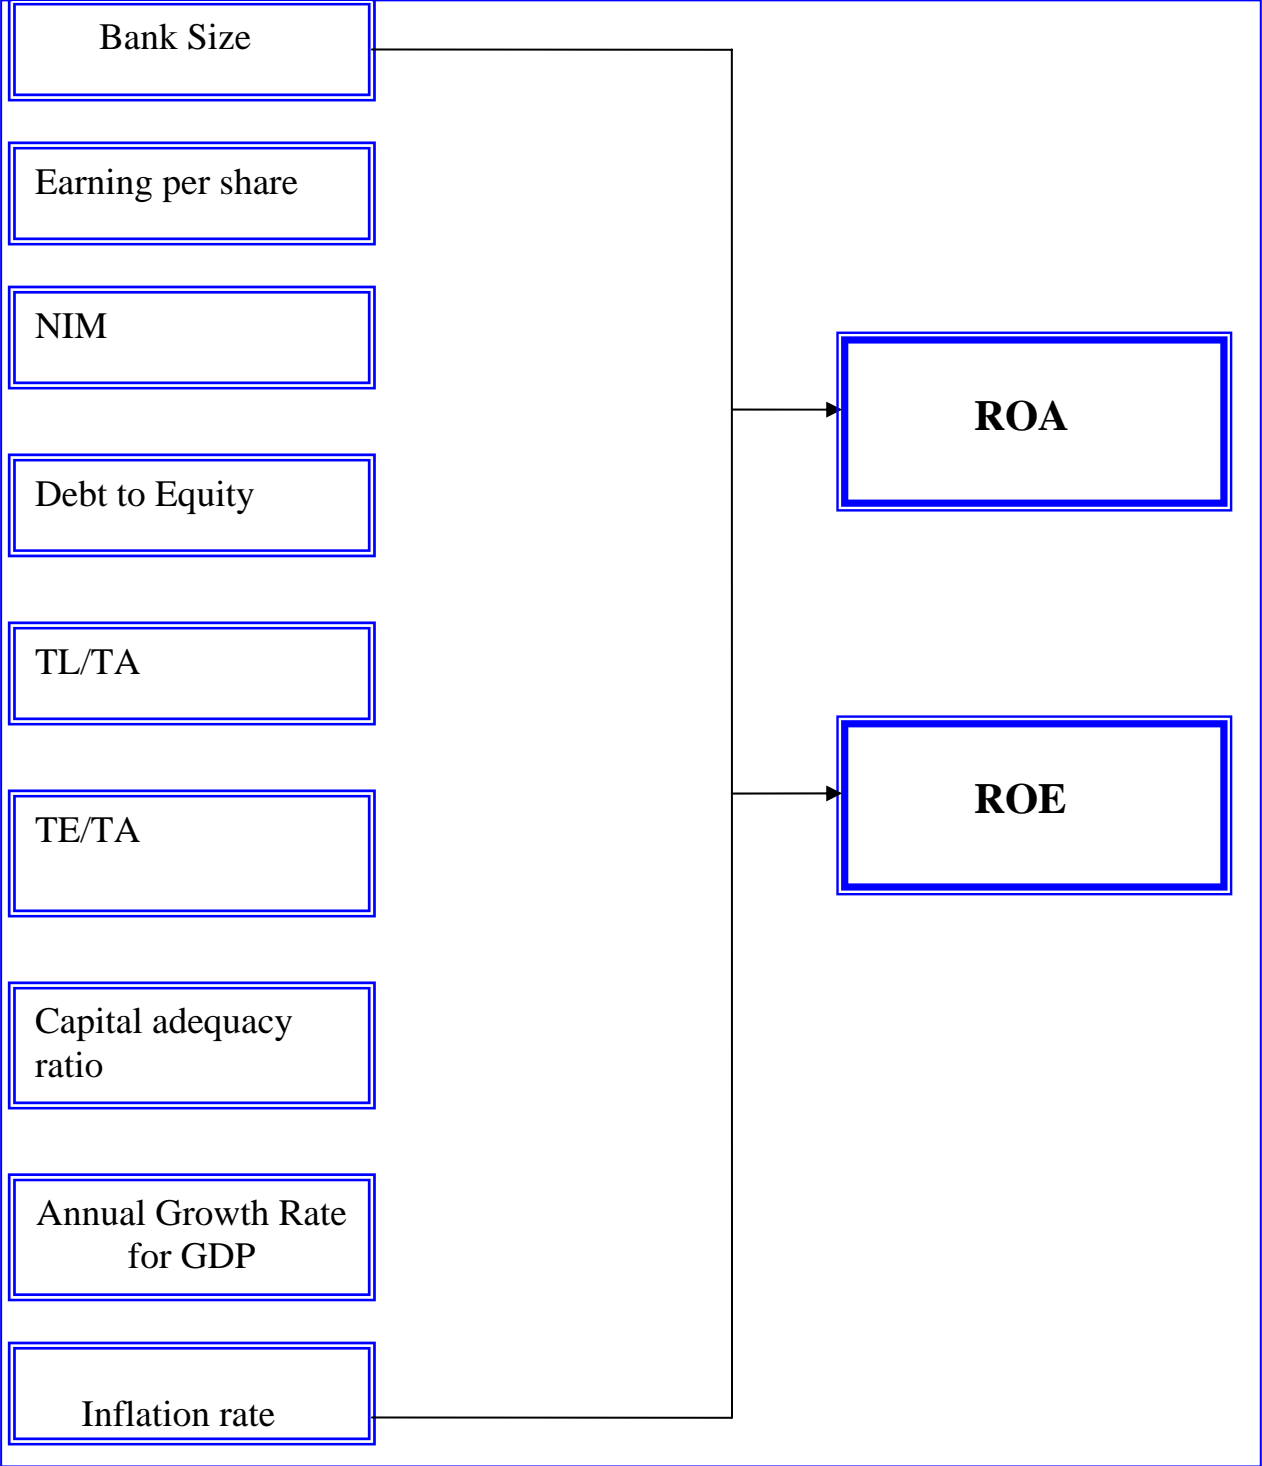 Bank Size
Earning per share
NIM
Debt to Equity
TL/TA
TE/TA
Capital adequacy
ratio
Annual Growth Rate
for GDP
Inflation rate
ROA
ROE